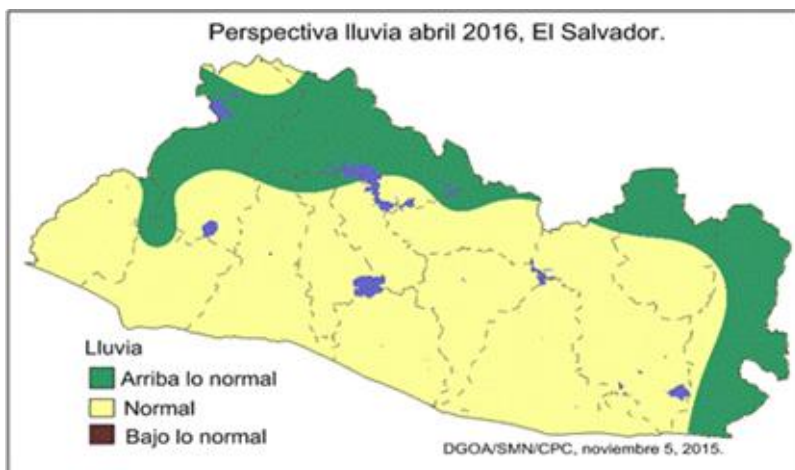 Perspectiva lluvia abril 2016, El Salvador.
Lluvia
Arriba lo normal
Normal
Bajo lo normal
DGOA/SMN/CPC, noviembre 5, 2015.